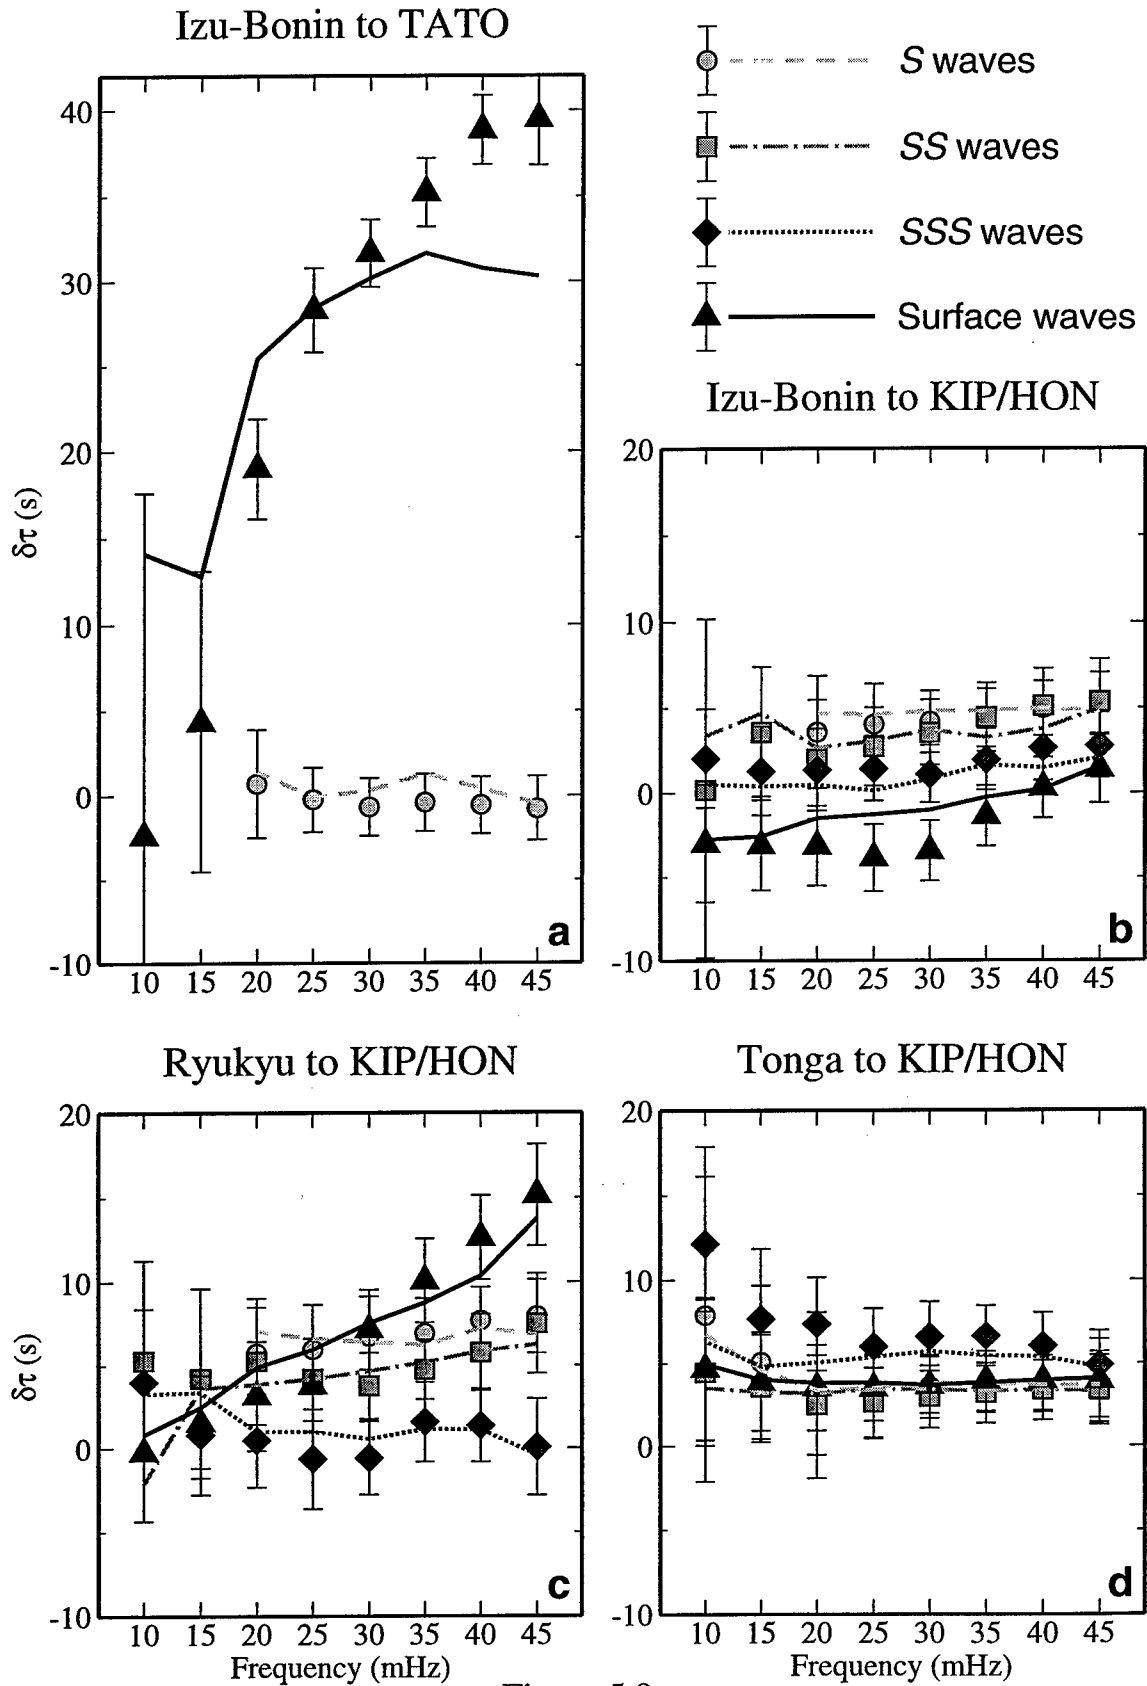 Izu-Bonin to TATO
S waves
SS waves
SSS waves
Surface waves
40
30
20
10
0
-10
δτ (s)
10 15 20 25 30 35 40 45
a
Izu-Bonin to KIP/HON
20
10
0
-10
10 15 20 25 30 35 40 45
b
Ryukyu to KIP/HON
20
10
0
-10
δτ (s)
10 15 20 25 30 35 40 45
Frequency (mHz)
c
Tonga to KIP/HON
20
10
0
-10
10 15 20 25 30 35 40 45
Frequency (mHz)
d